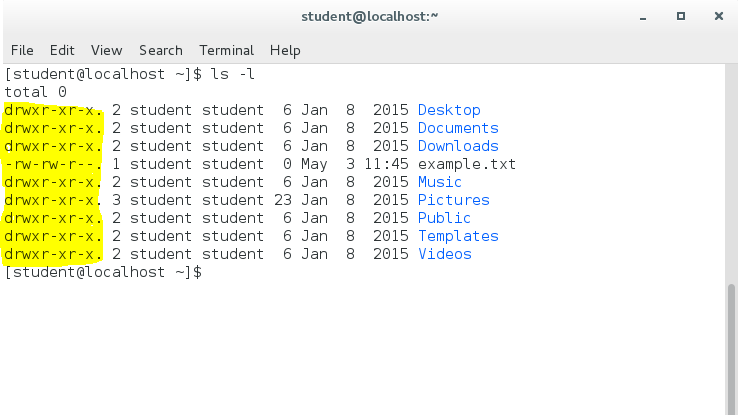 student@localhost:~
File Edit View Search Terminal Help
[student@localhost ~]$ ls -l
total 0
drwxr-xr-x. 2 student student  6 Jan  8  2015 Desktop
drwxr-xr-x. 2 student student  6 Jan  8  2015 Documents
drwxr-xr-x. 2 student student  6 Jan  8  2015 Downloads
-rw-rw-r--. 1 student student  0 May  3 11:45 example.txt
drwxr-xr-x. 2 student student  6 Jan  8  2015 Music
drwxr-xr-x. 3 student student 23 Jan  8  2015 Pictures
drwxr-xr-x. 2 student student  6 Jan  8  2015 Public
drwxr-xr-x. 2 student student  6 Jan  8  2015 Templates
drwxr-xr-x. 2 student student  6 Jan  8  2015 Videos
[student@localhost ~]$